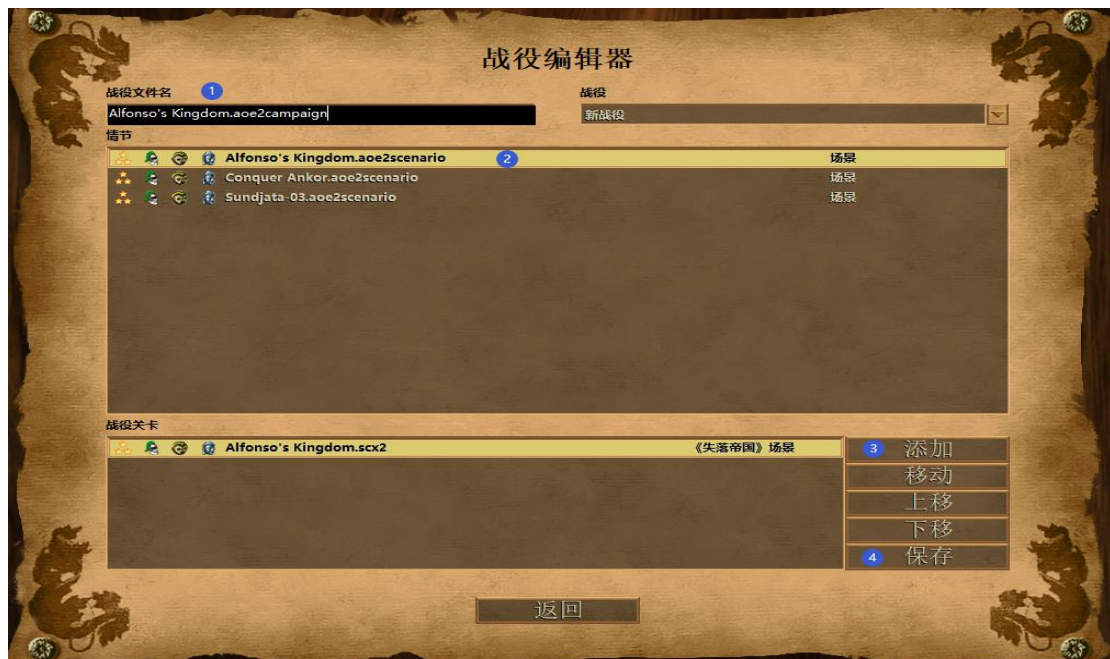 战役编辑器
战役文件名 1
战役
Alfonso's Kingdom.aoe2campaign
新战役
情节
Alfonso's Kingdom.aoe2scenario 2 场景
Conquer Ankor.aoe2scenario 场景
Sundjata-03.aoe2scenario 场景
战役关卡
Alfonso's Kingdom.scx2 《失落帝国》场景
3 添加
移动
上移
下移
4 保存
返回